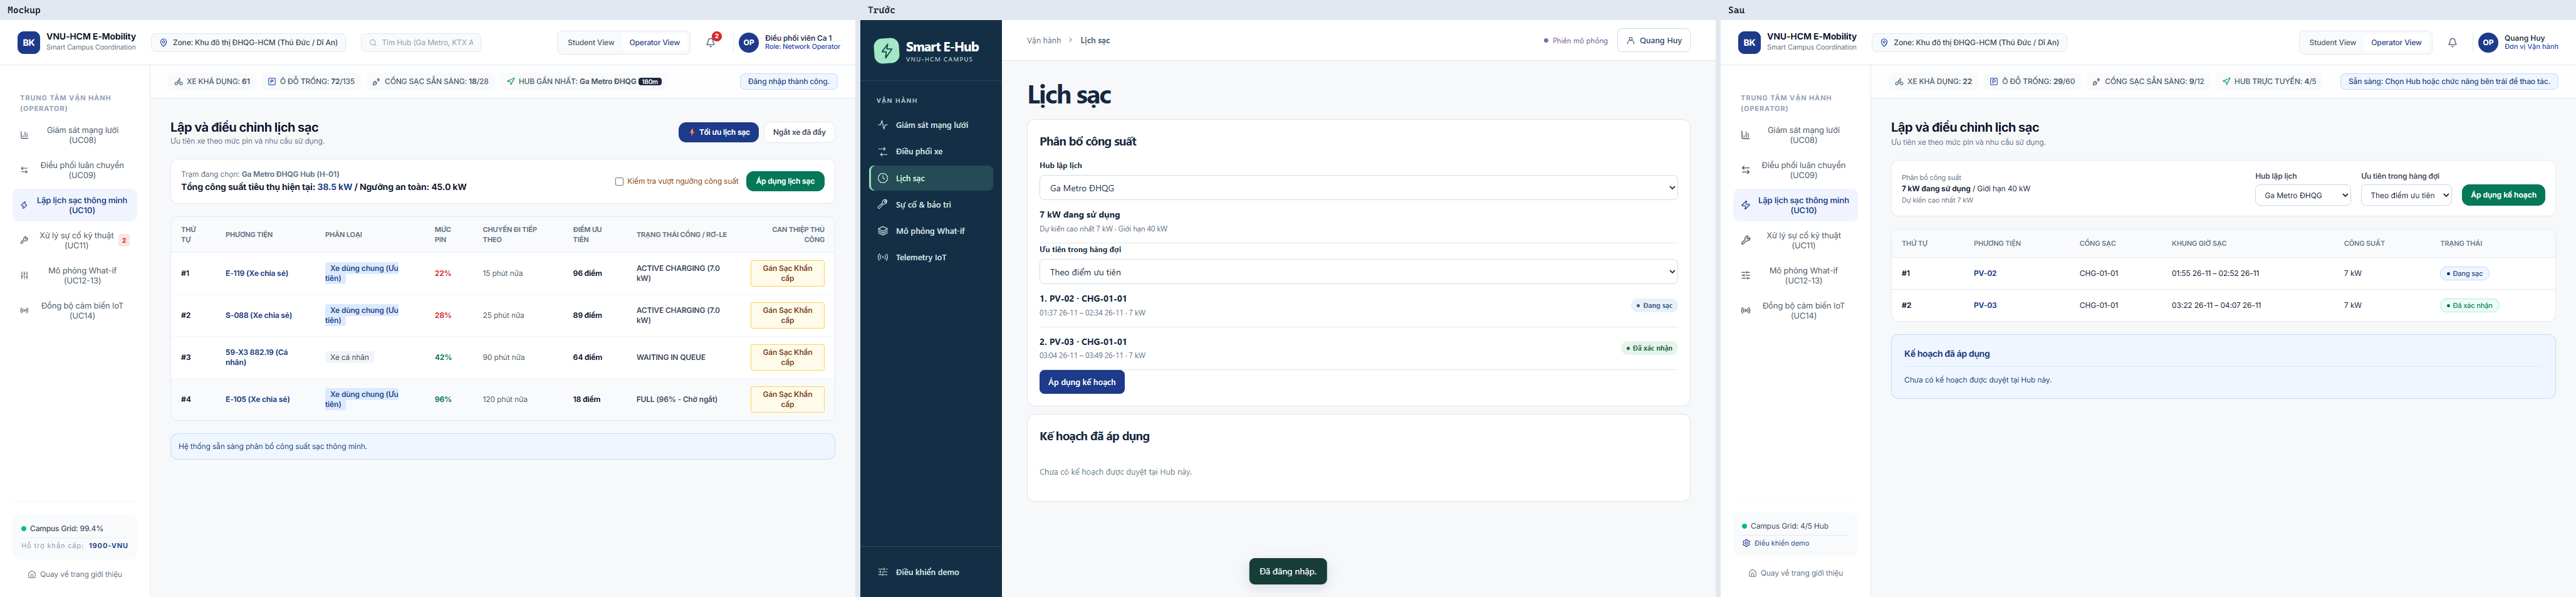 Mockup
BK
VNU-HCM E-Mobility
Smart Campus Coordination
Zone: Khu đô thị ĐHQG-HCM (Thủ Đức / Dĩ An)
Tìm Hub (Ga Metro, KTX A
Student View
Operator View
2
OP
Điều phối viên Ca 1
Role: Network Operator
XE KHẢ DỤNG: 61
Ô ĐỖ TRỐNG: 72/135
CỔNG SẠC SẴN SÀNG: 18/28
HUB GẦN NHẤT: Ga Metro ĐHQG 180m
Đăng nhập thành công.
TRUNG TÂM VẬN HÀNH
(OPERATOR)
Giám sát mạng lưới
(UC08)
Điều phối luân chuyển
(UC09)
Lập lịch sạc thông minh
(UC10)
Xử lý sự cố kỹ thuật
(UC11)
2
Mô phỏng What-if
(UC12-13)
Đồng bộ cảm biến IoT
(UC14)
Campus Grid: 99.4%
Hỗ trợ khẩn cấp: 1900-VNU
Quay về trang giới thiệu
Lập và điều chỉnh lịch sạc
Ưu tiên xe theo mức pin và nhu cầu sử dụng.
Tối ưu lịch sạc
Ngắt xe đã đầy
Trạm đang chọn: Ga Metro ĐHQG Hub (H-01)
Tổng công suất tiêu thụ hiện tại: 38.5 kW / Ngưỡng an toàn: 45.0 kW
Kiểm tra vượt ngưỡng công suất
Áp dụng lịch sạc
THỨ TỰ
PHƯƠNG TIỆN
PHÂN LOẠI
MỨC PIN
CHUYẾN ĐI TIẾP THEO
ĐIỂM ƯU TIÊN
TRẠNG THÁI CỔNG / RƠ-LE
CAN THIỆP THỦ CÔNG
#1
E-119 (Xe chia sẻ)
Xe dùng chung (Ưu tiên)
22%
15 phút nữa
96 điểm
ACTIVE CHARGING (7.0 kW)
Gán Sạc Khẩn cấp
#2
S-088 (Xe chia sẻ)
Xe dùng chung (Ưu tiên)
28%
25 phút nữa
89 điểm
ACTIVE CHARGING (7.0 kW)
Gán Sạc Khẩn cấp
#3
59-X3 882.19 (Cá nhân)
Xe cá nhân
42%
90 phút nữa
64 điểm
WAITING IN QUEUE
Gán Sạc Khẩn cấp
#4
E-105 (Xe chia sẻ)
Xe dùng chung (Ưu tiên)
96%
120 phút nữa
18 điểm
FULL (96% - Chờ ngắt)
Gán Sạc Khẩn cấp
Hệ thống sẵn sàng phân bổ công suất sạc thông minh.
Trước
Smart E-Hub
VNU-HCM CAMPUS
VẬN HÀNH
Giám sát mạng lưới
Điều phối xe
Lịch sạc
Sự cố & bảo trì
Mô phỏng What-if
Telemetry IoT
Điều khiển demo
Vận hành > Lịch sạc
Phiên mô phỏng
Quang Huy
Lịch sạc
Phân bổ công suất
Hub lập lịch
Ga Metro ĐHQG
7 kW đang sử dụng
Dự kiến cao nhất 7 kW · Giới hạn 40 kW
Ưu tiên trong hàng đợi
Theo điểm ưu tiên
1. PV-02 · CHG-01-01
01:37 26-11 – 02:34 26-11 · 7 kW
Đang sạc
2. PV-03 · CHG-01-01
03:04 26-11 – 03:49 26-11 · 7 kW
Đã xác nhận
Áp dụng kế hoạch
Kế hoạch đã áp dụng
Chưa có kế hoạch được duyệt tại Hub này.
Đã đăng nhập.
Sau
BK
VNU-HCM E-Mobility
Smart Campus Coordination
Zone: Khu đô thị ĐHQG-HCM (Thủ Đức / Dĩ An)
Student View
Operator View
OP
Quang Huy
Đơn vị Vận hành
XE KHẢ DỤNG: 22
Ô ĐỖ TRỐNG: 29/60
CỔNG SẠC SẴN SÀNG: 9/12
HUB TRỰC TUYẾN: 4/5
Sẵn sàng: Chọn Hub hoặc chức năng bên trái để thao tác.
TRUNG TÂM VẬN HÀNH
(OPERATOR)
Giám sát mạng lưới
(UC08)
Điều phối luân chuyển
(UC09)
Lập lịch sạc thông minh
(UC10)
Xử lý sự cố kỹ thuật
(UC11)
Mô phỏng What-if
(UC12-13)
Đồng bộ cảm biến IoT
(UC14)
Campus Grid: 4/5 Hub
Điều khiển demo
Quay về trang giới thiệu
Lập và điều chỉnh lịch sạc
Ưu tiên xe theo mức pin và nhu cầu sử dụng.
Phân bổ công suất
7 kW đang sử dụng / Giới hạn 40 kW
Dự kiến cao nhất 7 kW
Hub lập lịch
Ga Metro ĐHQG
Ưu tiên trong hàng đợi
Theo điểm ưu tiên
Áp dụng kế hoạch
THỨ TỰ
PHƯƠNG TIỆN
CỔNG SẠC
KHUNG GIỜ SẠC
CÔNG SUẤT
TRẠNG THÁI
#1
PV-02
CHG-01-01
01:55 26-11 – 02:52 26-11
7 kW
Đang sạc
#2
PV-03
CHG-01-01
03:22 26-11 – 04:07 26-11
7 kW
Đã xác nhận
Kế hoạch đã áp dụng
Chưa có kế hoạch được duyệt tại Hub này.